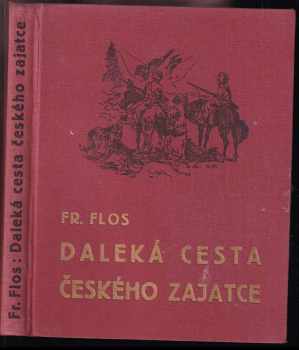 Fr. Flos: Daleká cesta českého zajatce
FR. FLOS
DALEKÁ CESTA
ČESKÉHO ZAJATCE